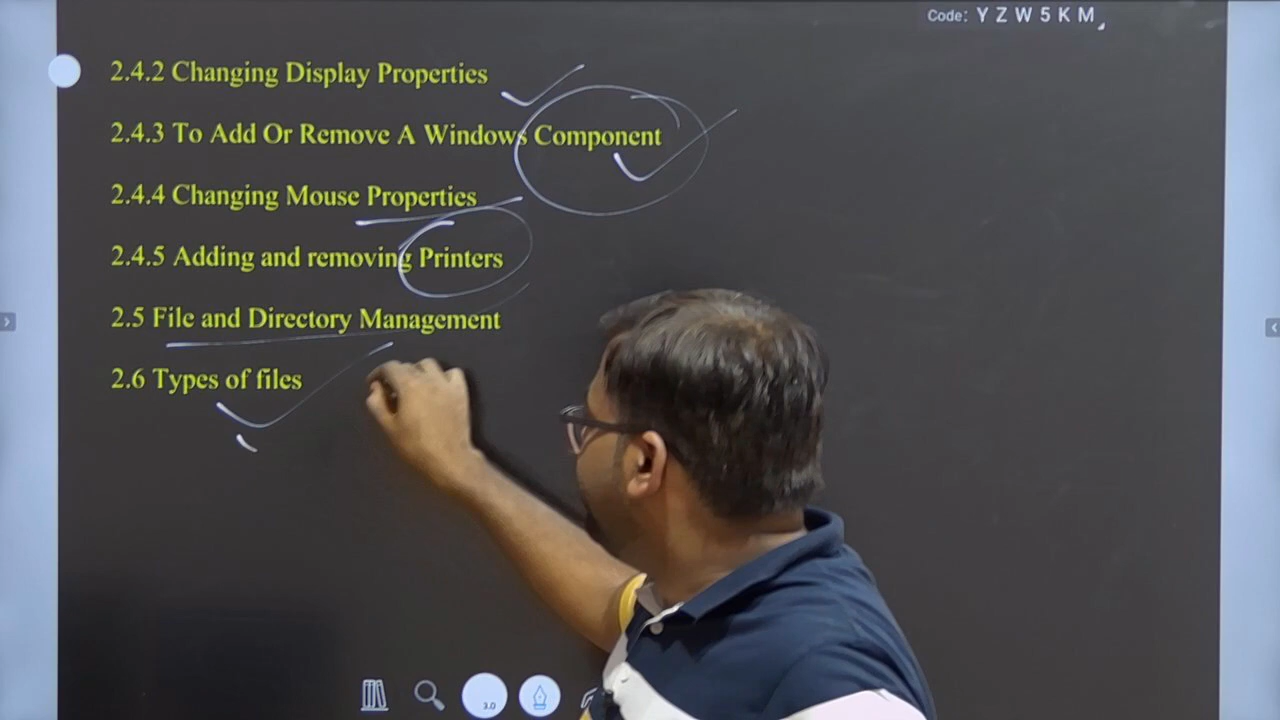 Code: Y Z W 5 K M
2.4.2 Changing Display Properties
2.4.3 To Add Or Remove A Windows Component
2.4.4 Changing Mouse Properties
2.4.5 Adding and removing Printers
2.5 File and Directory Management
2.6 Types of files
3.0